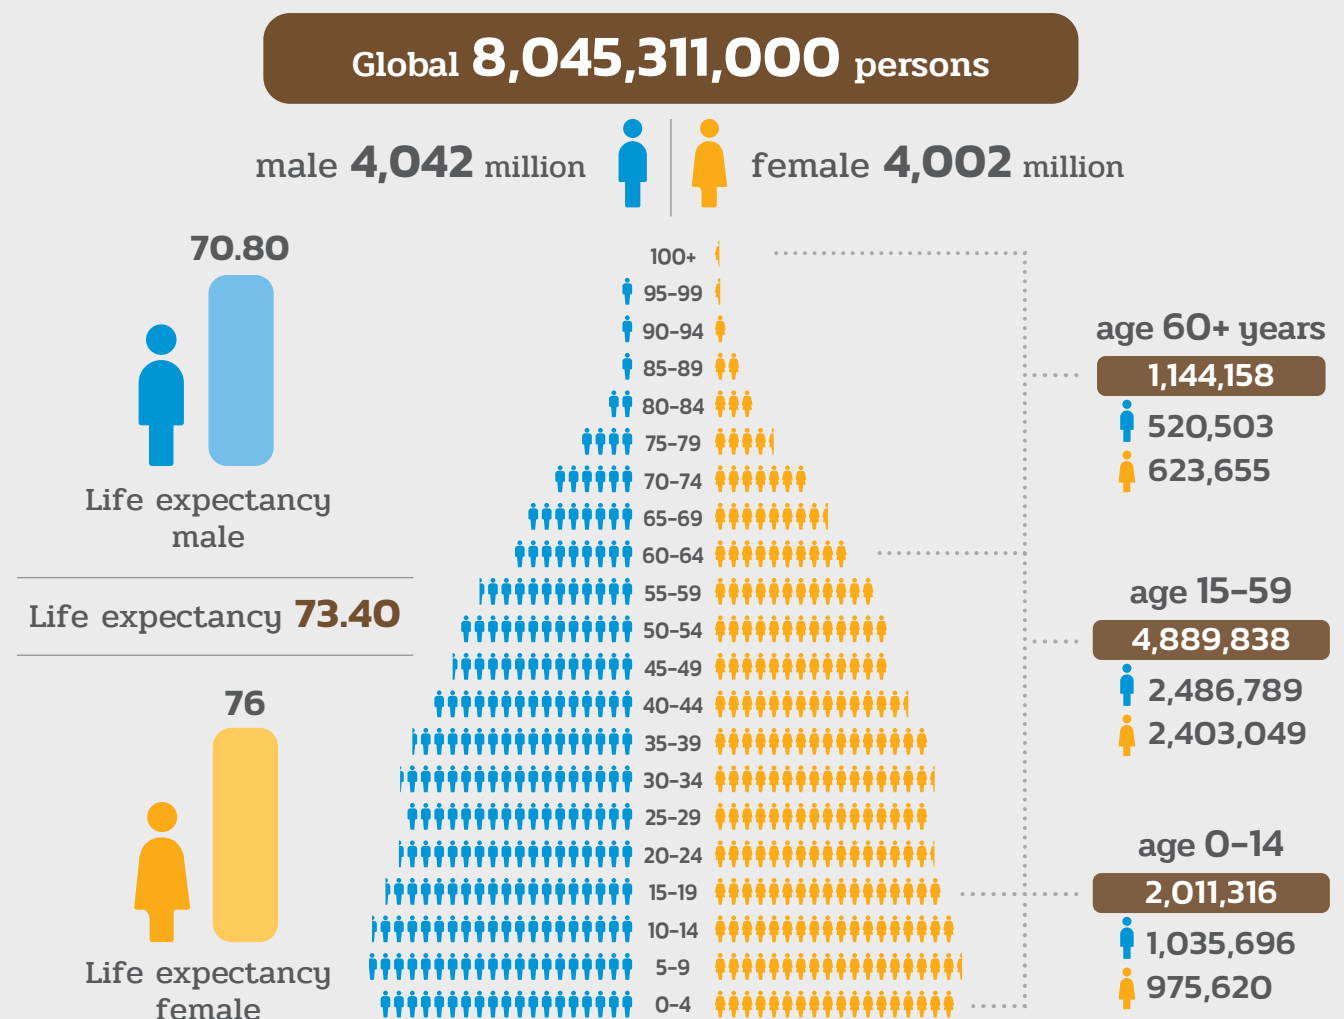 Global 8,045,311,000 persons
male 4,042 million
female 4,002 million
70.80
Life expectancy
male
Life expectancy 73.40
76
Life expectancy
female
100+
95-99
90-94
85-89
80-84
75-79
70-74
65-69
60-64
55-59
50-54
45-49
40-44
35-39
30-34
25-29
20-24
15-19
10-14
5-9
0-4
age 60+ years
1,144,158
520,503
623,655
age 15-59
4,889,838
2,486,789
2,403,049
age 0-14
2,011,316
1,035,696
975,620